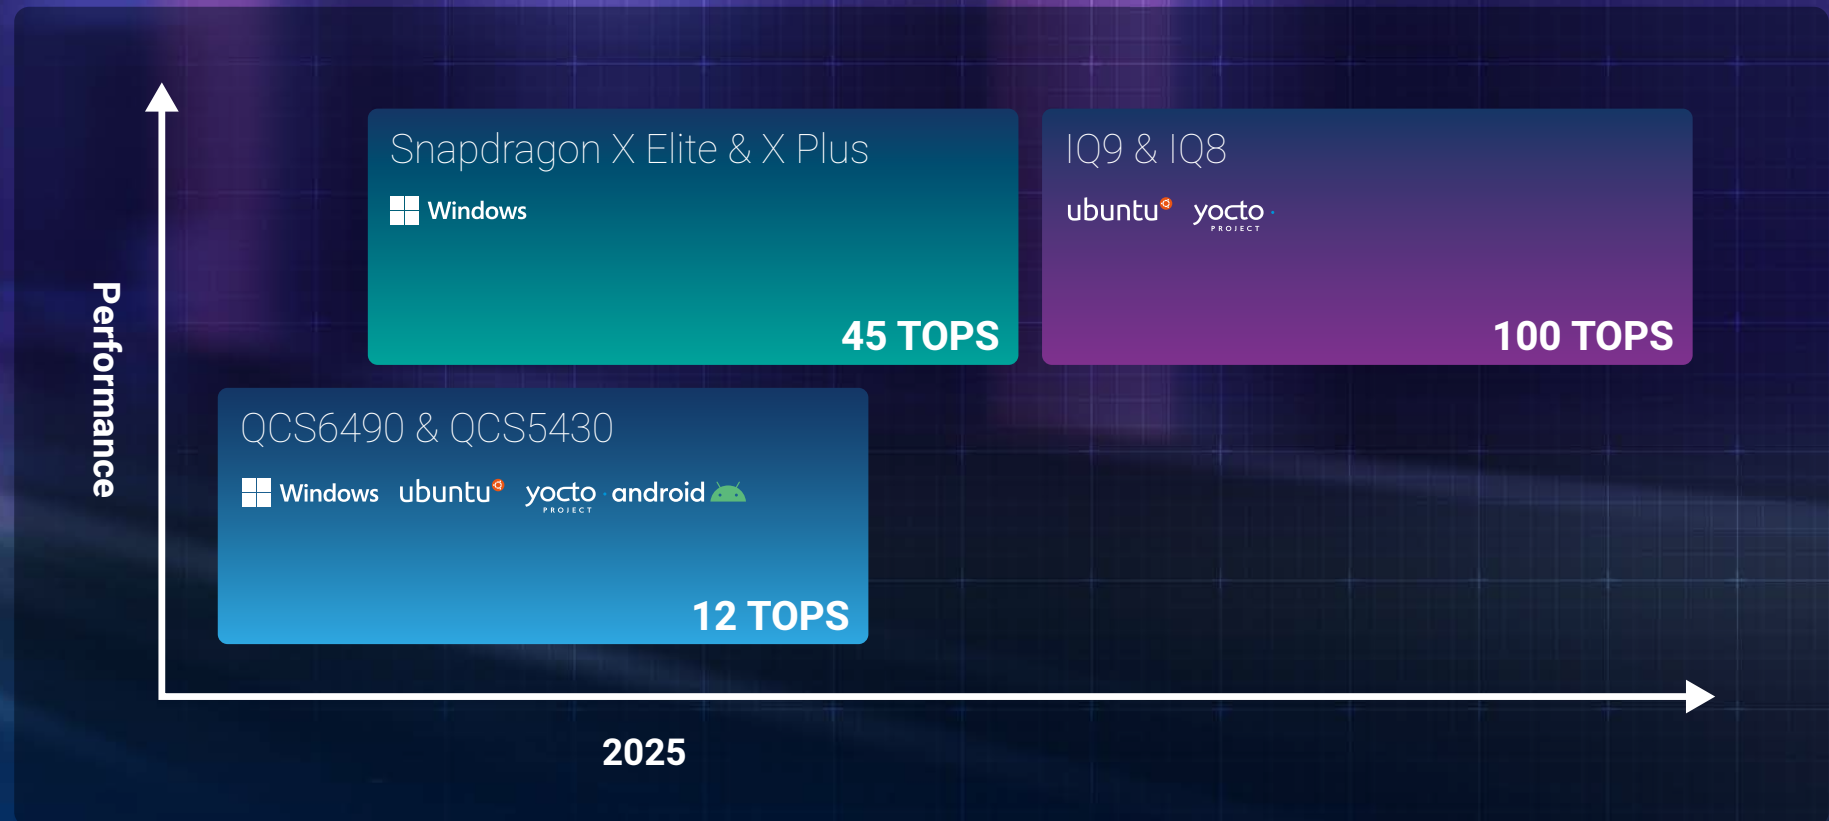 Performance
Snapdragon X Elite & X Plus
Windows
45 TOPS
IQ9 & IQ8
ubuntu yocto
PROJECT
100 TOPS
QCS6490 & QCS5430
Windows ubuntu yocto android
PROJECT
12 TOPS
2025